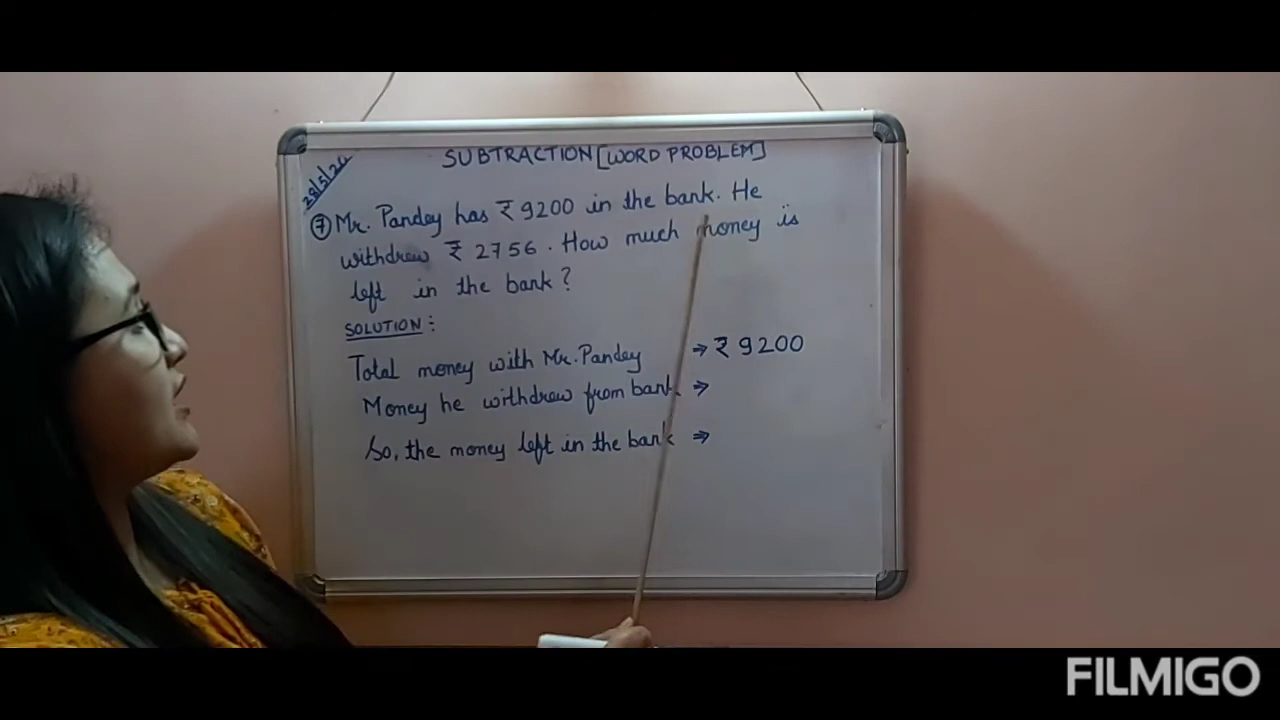 SUBTRACTION [WORD PROBLEM]
28/5/20
⑦ Mr. Pandey has ₹ 9200 in the bank. He
withdrew ₹ 2756. How much money is
left in the bank?
SOLUTION:
Total money with Mr. Pandey ⇒ ₹ 9200
Money he withdrew from bank ⇒
So, the money left in the bank ⇒
FILMIGO